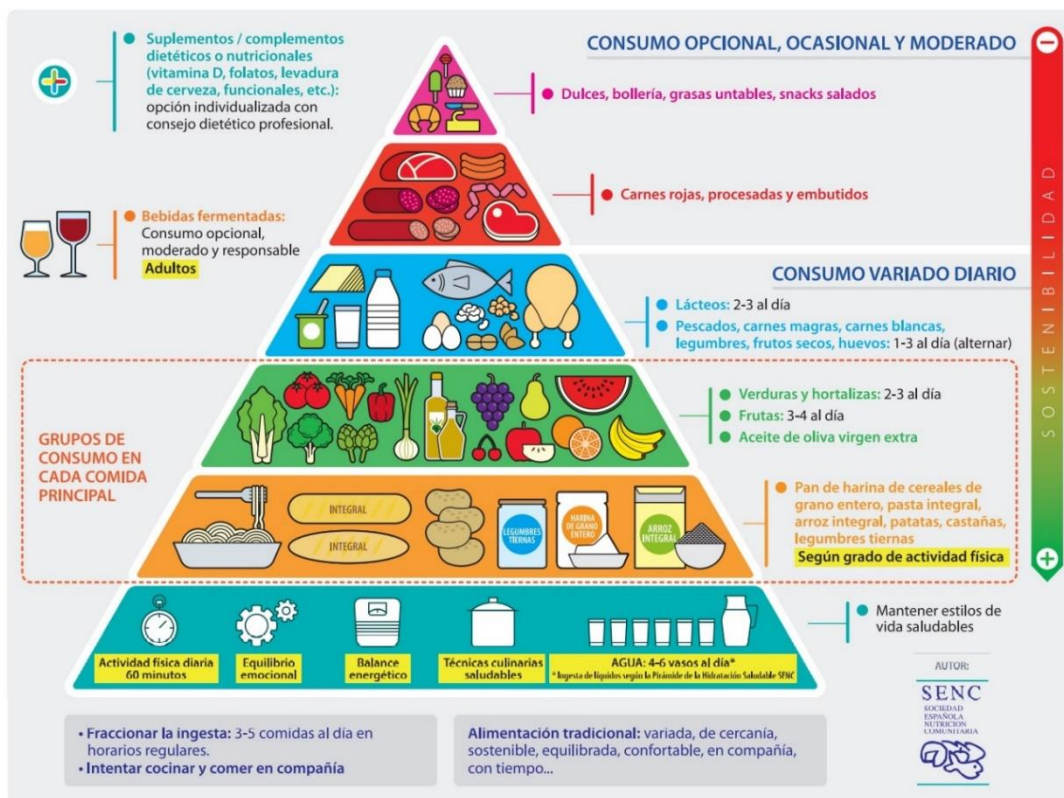 Suplementos / complementos
dietéticos o nutricionales
(vitamina D, folatos, levadura
de cerveza, funcionales, etc.):
opción individualizada con
consejo dietético profesional.
CONSUMO OPCIONAL, OCASIONAL Y MODERADO
Dulces, bollería, grasas untables, snacks salados
Carnes rojas, procesadas y embutidos
Bebidas fermentadas:
Consumo opcional,
moderado y responsable
Adultos
CONSUMO VARIADO DIARIO
Lácteos: 2-3 al día
Pescados, carnes magras, carnes blancas,
legumbres, frutos secos, huevos: 1-3 al día (alternar)
SOSTENIBILIDAD
GRUPOS DE
CONSUMO EN
CADA COMIDA
PRINCIPAL
Verduras y hortalizas: 2-3 al día
Frutas: 3-4 al día
Aceite de oliva virgen extra
INTEGRAL
INTEGRAL
LEGUMBRES
TIERNAS
HARINA
DE GRANO
ENTERO
ARROZ
INTEGRAL
Pan de harina de cereales de
grano entero, pasta integral,
arroz integral, patatas, castañas,
legumbres tiernas
Según grado de actividad física
Mantener estilos de
vida saludables
Actividad física diaria
60 minutos
Equilibrio
emocional
Balance
energético
Técnicas culinarias
saludables
AGUA: 4-6 vasos al día*
* Ingesta de líquidos según la Pirámide de la Hidratación Saludable SENC
• Fraccionar la ingesta: 3-5 comidas al día en
horarios regulares.
• Intentar cocinar y comer en compañía
Alimentación tradicional: variada, de cercanía,
sostenible, equilibrada, confortable, en compañía,
con tiempo...
AUTOR:
SENC
SOCIEDAD
ESPAÑOLA
NUTRICION
COMUNITARIA